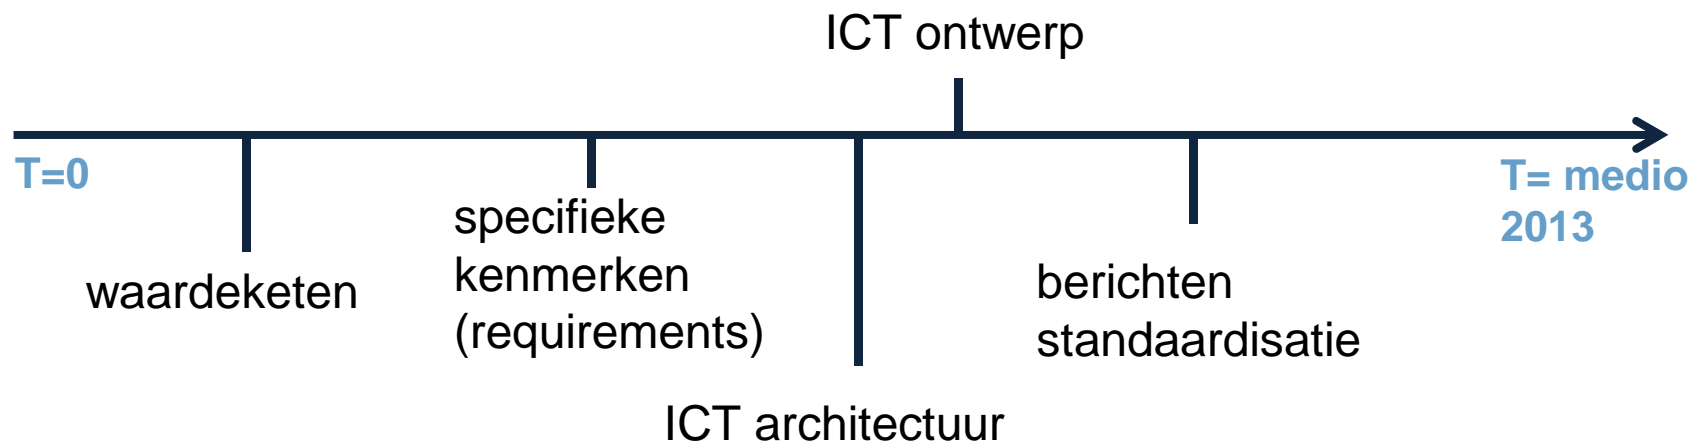 ICT ontwerp
T=0
T= medio
2013
waardeketen
specifieke
kenmerken
(requirements)
berichten
standaardisatie
ICT architectuur